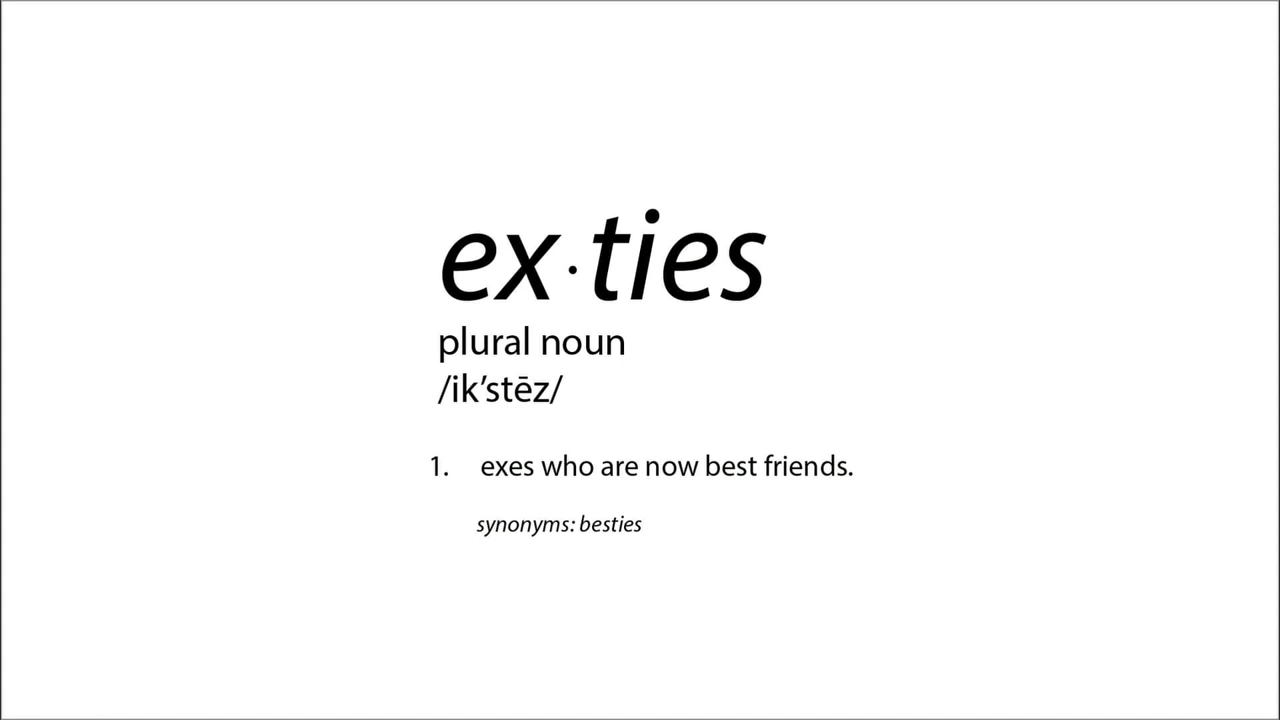 ex·ties
plural noun
/ik’stēz/
1. exes who are now best friends.
synonyms: besties